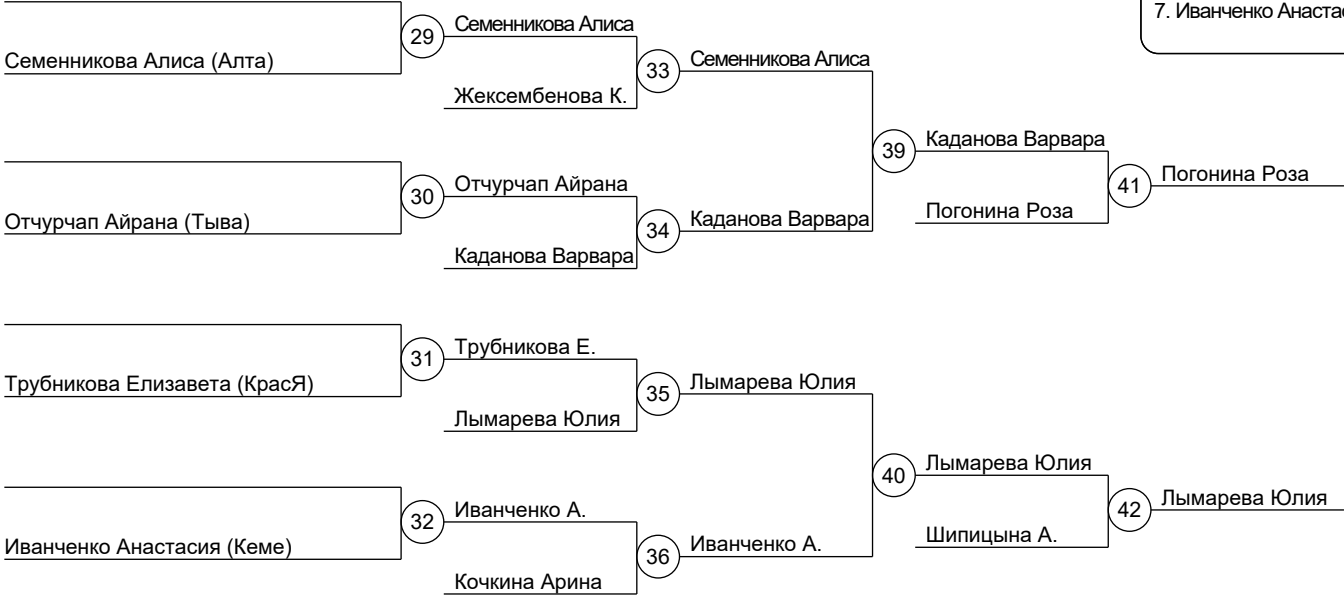 7. Иванченко Анастас
29
Семенникова Алиса
Семенникова Алиса (Алта)
33
Семенникова Алиса
Жексембенова К.
39
Каданова Варвара
30
Отчурчап Айрана
41
Погонина Роза
Отчурчап Айрана (Тыва)
34
Каданова Варвара
Погонина Роза
Каданова Варвара
31
Трубникова Е.
Трубникова Елизавета (КрасЯ)
35
Лымарева Юлия
Лымарева Юлия
40
Лымарева Юлия
32
Иванченко А.
42
Лымарева Юлия
Иванченко Анастасия (Кеме)
36
Иванченко А.
Шипицына А.
Кочкина Арина